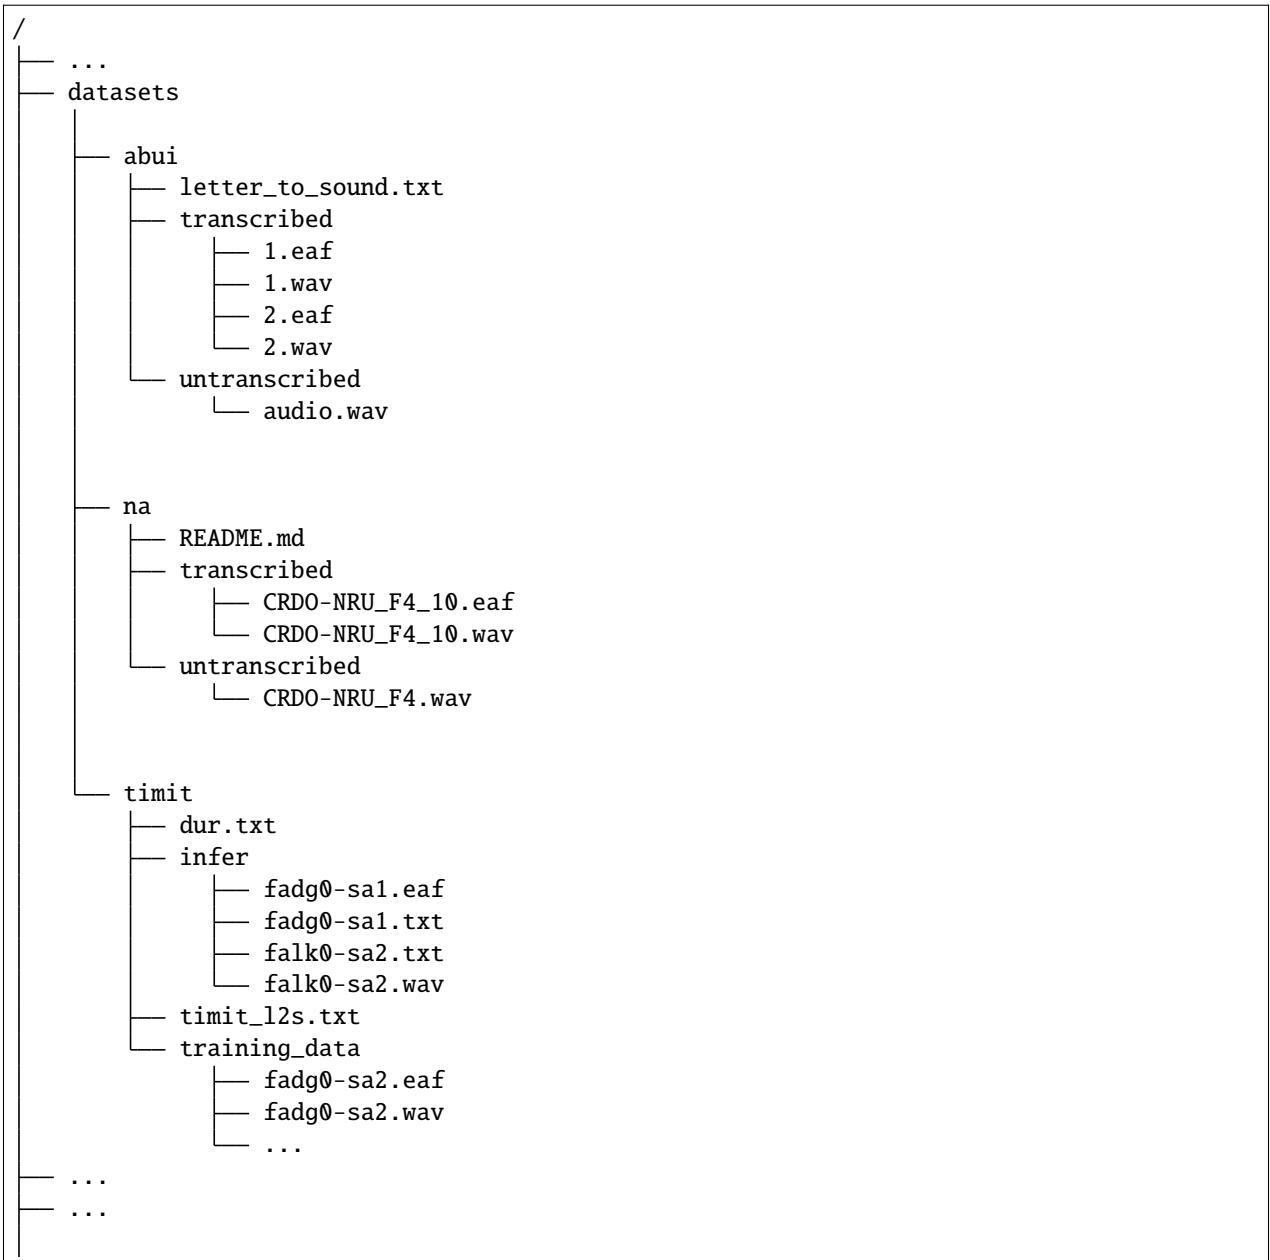 /
...
datasets
abui
letter_to_sound.txt
transcribed
1.eaf
1.wav
2.eaf
2.wav
untranscribed
audio.wav
na
README.md
transcribed
CRDO-NRU_F4_10.eaf
CRDO-NRU_F4_10.wav
untranscribed
CRDO-NRU_F4.wav
timit
dur.txt
infer
fadg0-sa1.eaf
fadg0-sa1.txt
falk0-sa2.txt
falk0-sa2.wav
timit_l2s.txt
training_data
fadg0-sa2.eaf
fadg0-sa2.wav
...
...
...